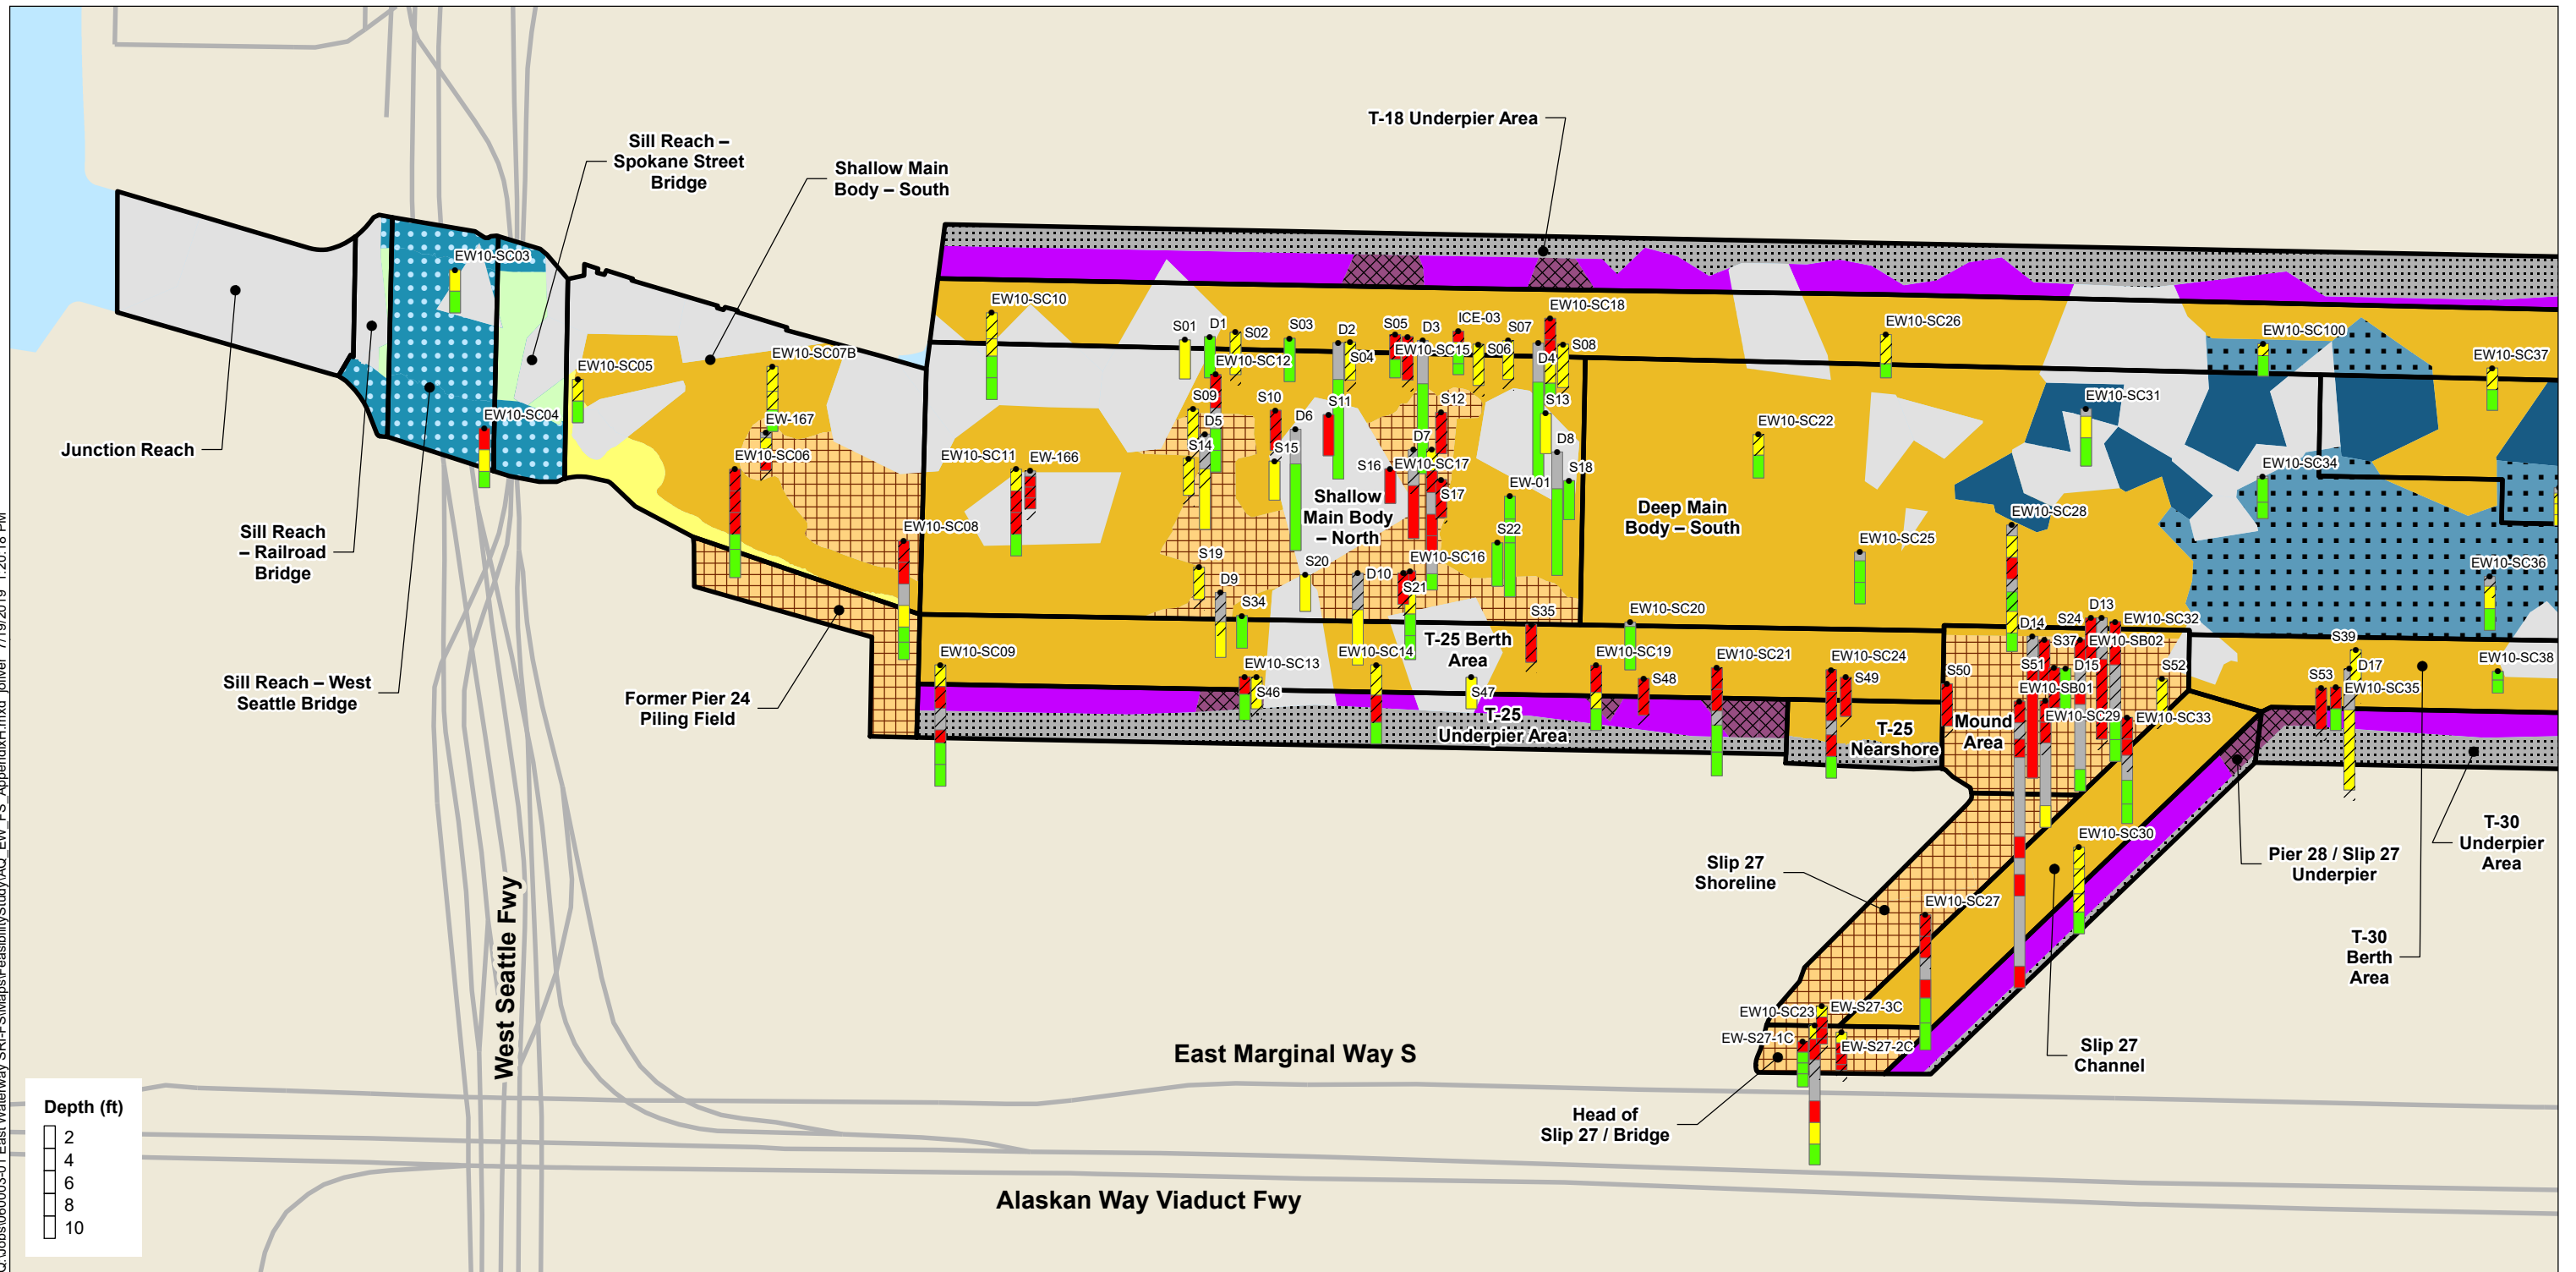 T-18 Underpier Area
Sill Reach –
Spokane Street
Bridge
Shallow Main
Body – South
EW10-SC03
EW10-SC10
EW10-SC18
S01
D1
S02
S03
D2
S05
D3
ICE-03
S07
EW10-SC26
EW10-SC100
EW10-SC12
S04
EW10-SC15
S06
D4
S08
EW10-SC07B
EW10-SC05
EW10-SC37
S09
D5
S10
D6
S11
S12
S13
EW10-SC31
EW10-SC04
EW-167
EW10-SC22
Junction Reach
EW10-SC06
EW10-SC11
EW-166
S14
S15
S16
D7
EW10-SC17
D8
S18
EW10-SC34
EW-01
S17
Shallow
Main Body
– North
Deep Main
Body – South
EW10-SC28
Sill Reach
– Railroad
Bridge
EW10-SC08
S22
EW10-SC25
S19
S20
D10
EW10-SC16
EW10-SC36
D9
S21
S34
S35
EW10-SC20
D13
S24
EW10-SC32
D14
S37
EW10-SB02
S39
T-25 Berth
Area
EW10-SC09
EW10-SC13
EW10-SC14
EW10-SC19
EW10-SC21
EW10-SC24
S50
S51
D15
S52
S53
D17
EW10-SC38
S46
S47
S48
S49
EW10-SB01
EW10-SC35
Sill Reach – West
Seattle Bridge
Former Pier 24
Piling Field
T-25
Underpier Area
T-25
Nearshore
Mound
Area
EW10-SC29
EW10-SC33
EW10-SC30
Slip 27
Shoreline
Pier 28 / Slip 27
Underpier
T-30
Underpier
Area
T-30
Berth
Area
EW10-SC27
EW10-SC23
EW-S27-3C
EW-S27-1C
EW-S27-2C
West Seattle Fwy
East Marginal Way S
Slip 27
Channel
Head of
Slip 27 / Bridge
Alaskan Way Viaduct Fwy
Depth (ft)
2
4
6
8
10